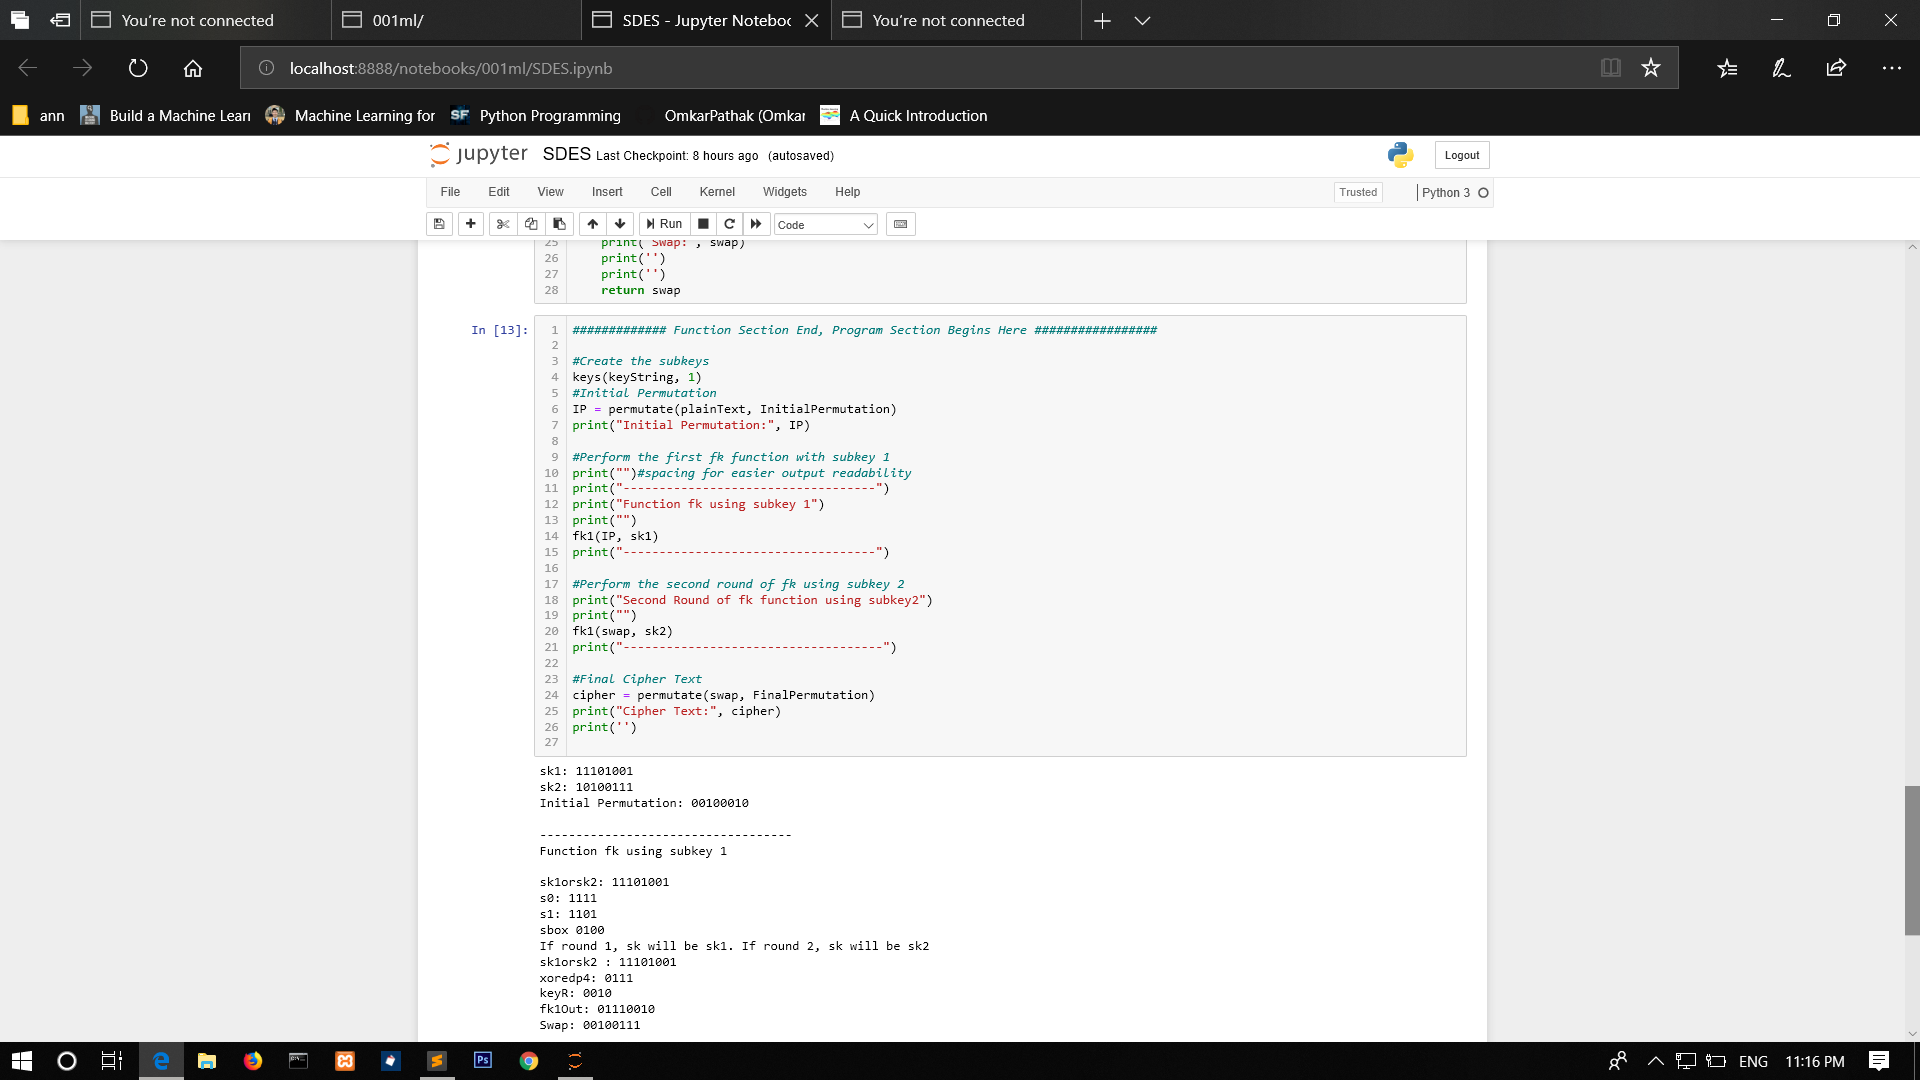 You're not connected
001ml/
SDES - Jupyter Noteboo
You're not connected
localhost:8888/notebooks/001ml/SDES.ipynb
ann
Build a Machine Learn
Machine Learning for
SF
Python Programming
OmkarPathak (Omkar
A Quick Introduction
jupyter SDES Last Checkpoint: 8 hours ago (autosaved)
Logout
File Edit View Insert Cell Kernel Widgets Help
Trusted
Python 3
Run
Code
25 print("Swap:", swap)
26 print('')
27 print('')
28 return swap
In [13]:
1 ############# Function Section End, Program Section Begins Here #################
2
3 #Create the subkeys
4 keys(keyString, 1)
5 #Initial Permutation
6 IP = permutate(plainText, InitialPermutation)
7 print("Initial Permutation:", IP)
8
9 #Perform the first fk function with subkey 1
10 print("")#spacing for easier output readability
11 print("-----------------------------------")
12 print("Function fk using subkey 1")
13 print("")
14 fk1(IP, sk1)
15 print("-----------------------------------")
16
17 #Perform the second round of fk using subkey 2
18 print("Second Round of fk function using subkey2")
19 print("")
20 fk1(swap, sk2)
21 print("------------------------------------")
22
23 #Final Cipher Text
24 cipher = permutate(swap, FinalPermutation)
25 print("Cipher Text:", cipher)
26 print('')
27
sk1: 11101001
sk2: 10100111
Initial Permutation: 00100010
-----------------------------------
Function fk using subkey 1
sk1orsk2: 11101001
s0: 1111
s1: 1101
sbox 0100
If round 1, sk will be sk1. If round 2, sk will be sk2
sk1orsk2 : 11101001
xoredp4: 0111
keyR: 0010
fk1Out: 01110010
Swap: 00100111
Ps
ENG
11:16 PM